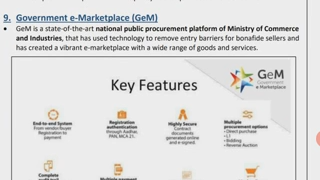 9. Government e-Marketplace (GeM)
• GeM is a state-of-the-art national public procurement platform of Ministry of Commerce
and Industries, that has used technology to remove entry barriers for bonafide sellers and
has created a vibrant e-marketplace with a wide range of goods and services.
Key Features
GeM
Government
e Marketplace
End-to-end System
From vendor/buyer
Registration to
payment
Registration
authentication
through Aadhar,
PAN, MCA 21.
Highly Secure
Contract
documents
generated online
and e-signed.
Multiple
procurement options
• Direct purchase
• L1
• Bidding
• Reverse Auction